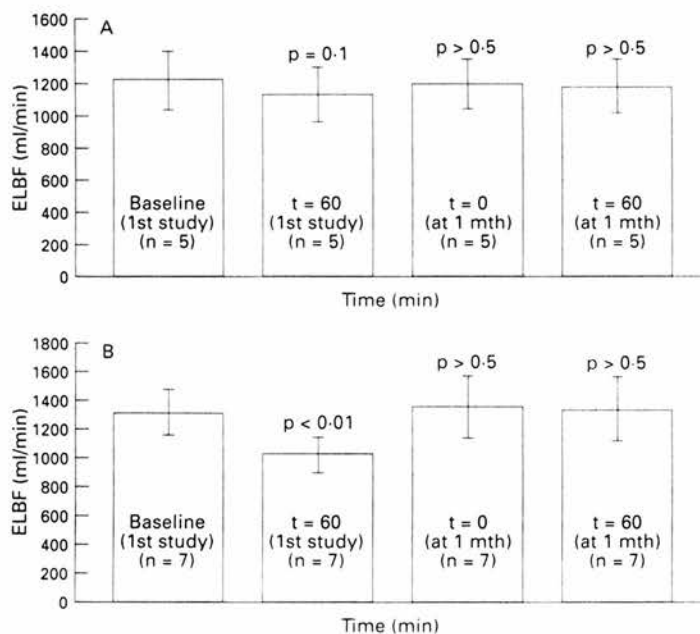 A
1600
1400
1200
1000
800
600
400
200
0
ELBF (ml/min)
p = 0·1
p > 0·5
p > 0·5
Baseline
(1st study)
(n = 5)
t = 60
(1st study)
(n = 5)
t = 0
(at 1 mth)
(n = 5)
t = 60
(at 1 mth)
(n = 5)
Time (min)
B
1800
1600
1400
1200
1000
800
600
400
200
0
ELBF (ml/min)
p < 0·01
p > 0·5
p > 0·5
Baseline
(1st study)
(n = 7)
t = 60
(1st study)
(n = 7)
t = 0
(at 1 mth)
(n = 7)
t = 60
(at 1 mth)
(n = 7)
Time (min)